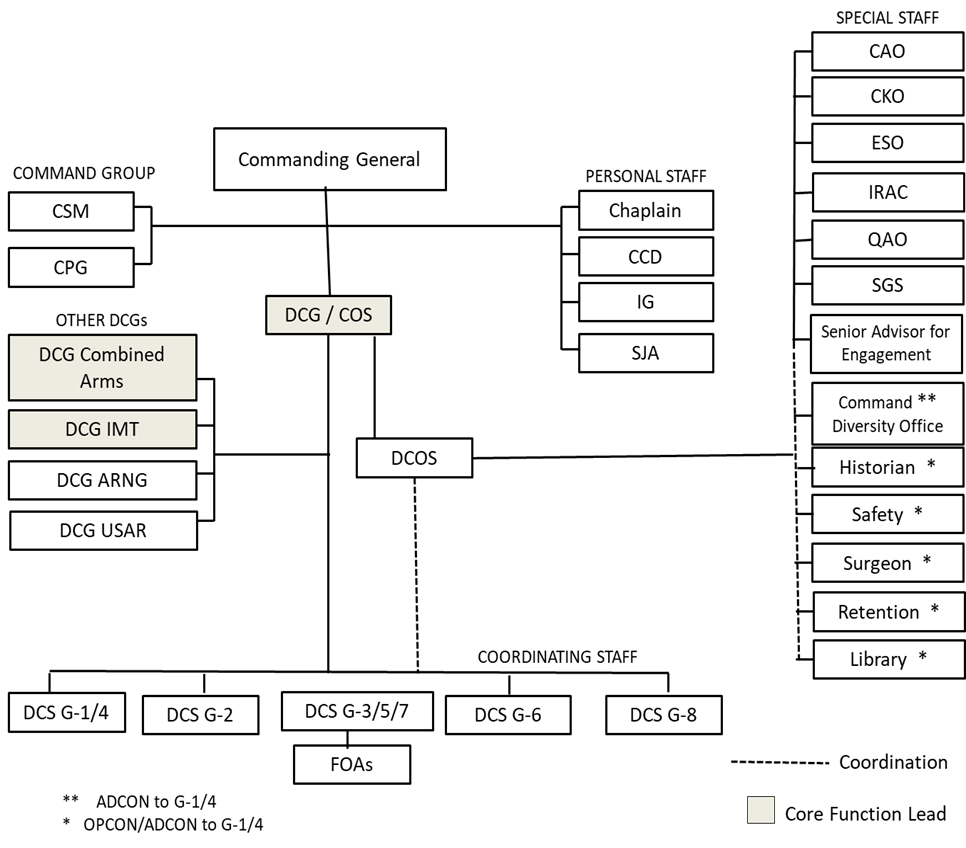 SPECIAL STAFF
CAO
CKO
ESO
IRAC
QAO
SGS
Senior Advisor for
Engagement
Command **
Diversity Office
Historian *
Safety *
Surgeon *
Retention *
Library *
Commanding General
COMMAND GROUP
CSM
CPG
PERSONAL STAFF
Chaplain
CCD
IG
SJA
DCG / COS
OTHER DCGs
DCG Combined
Arms
DCG IMT
DCG ARNG
DCG USAR
DCOS
COORDINATING STAFF
DCS G-1/4
DCS G-2
DCS G-3/5/7
DCS G-6
DCS G-8
FOAs
Coordination
Core Function Lead
** ADCON to G-1/4
* OPCON/ADCON to G-1/4